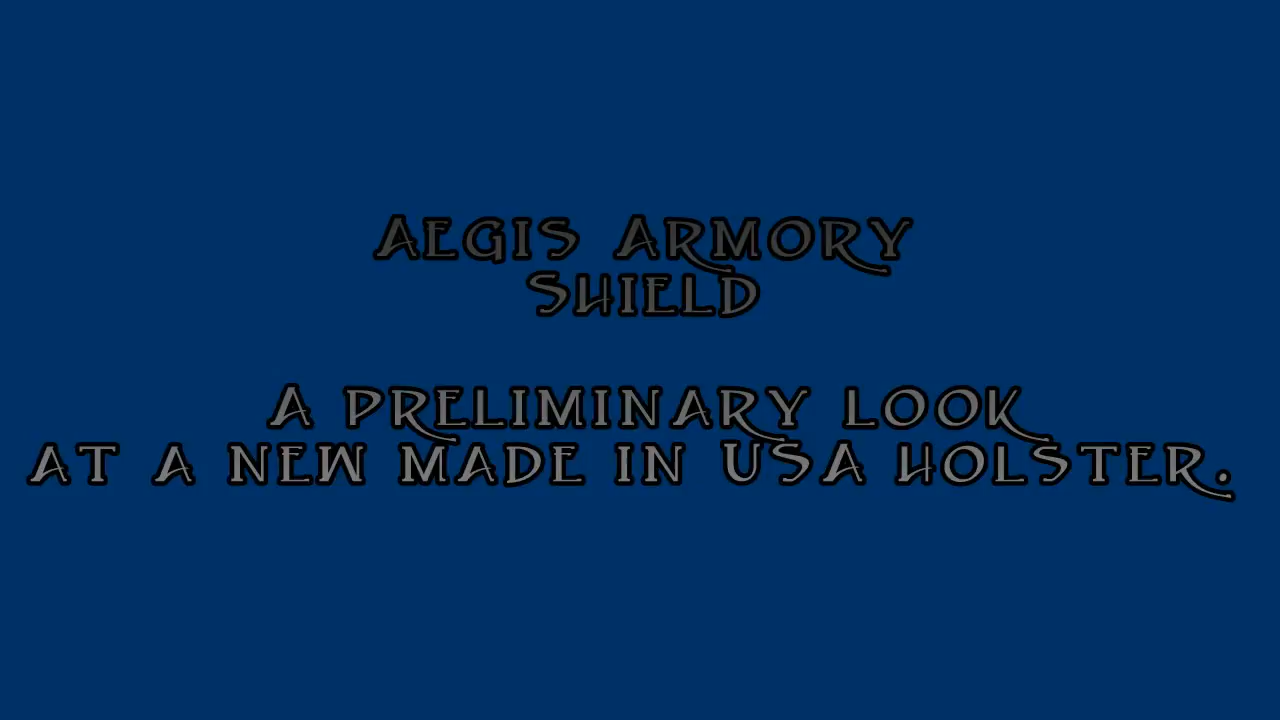 Aegis Armory
Shield
A preliminary look
at a new made in USA holster.